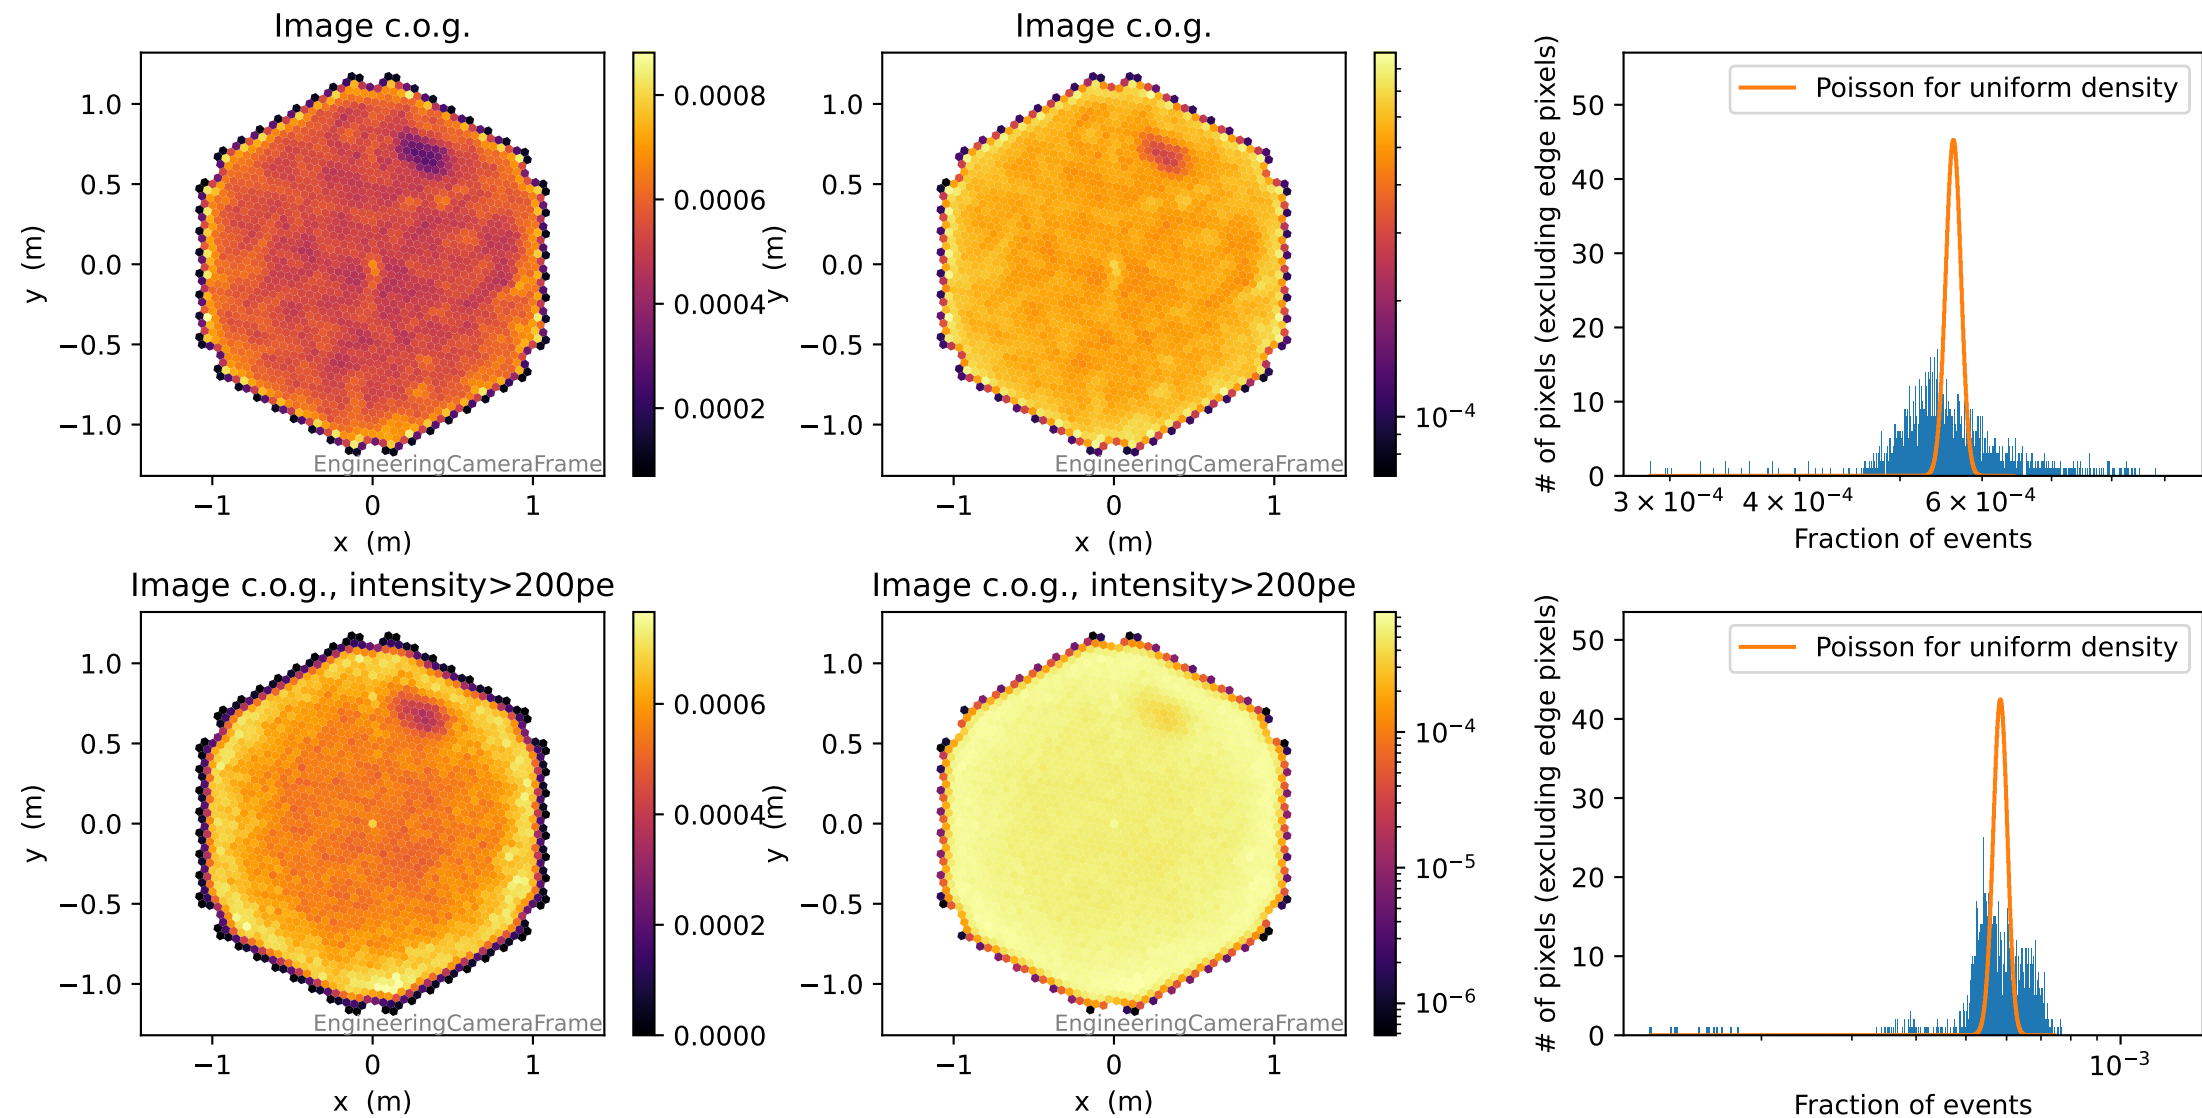 Image c.o.g.
1.0
0.5
0.0
−0.5
−1.0
y (m)
−1
0
1
x (m)
EngineeringCameraFrame
0.0008
0.0006
0.0004
0.0002
Image c.o.g.
1.0
0.5
0.0
−0.5
−1.0
y (m)
−1
0
1
x (m)
EngineeringCameraFrame
10⁻⁴
# of pixels (excluding edge pixels)
50
40
30
20
10
0
Poisson for uniform density
3 × 10⁻⁴
4 × 10⁻⁴
6 × 10⁻⁴
Fraction of events
Image c.o.g., intensity>200pe
1.0
0.5
0.0
−0.5
−1.0
y (m)
−1
0
1
x (m)
EngineeringCameraFrame
0.0006
0.0004
0.0002
0.0000
Image c.o.g., intensity>200pe
1.0
0.5
0.0
−0.5
−1.0
y (m)
−1
0
1
x (m)
EngineeringCameraFrame
10⁻⁴
10⁻⁵
10⁻⁶
# of pixels (excluding edge pixels)
50
40
30
20
10
0
Poisson for uniform density
10⁻³
Fraction of events